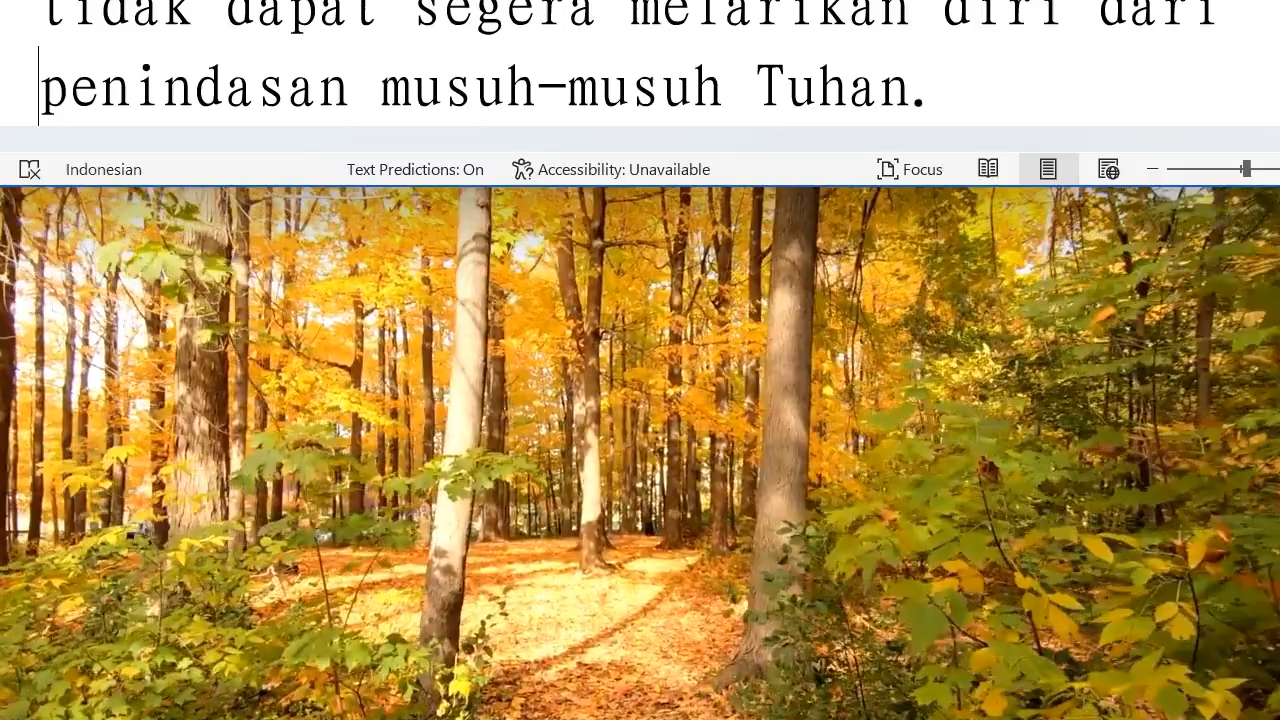 tidak dapat segera melarikan diri dari
penindasan musuh-musuh Tuhan.
Indonesian Text Predictions: On Accessibility: Unavailable Focus